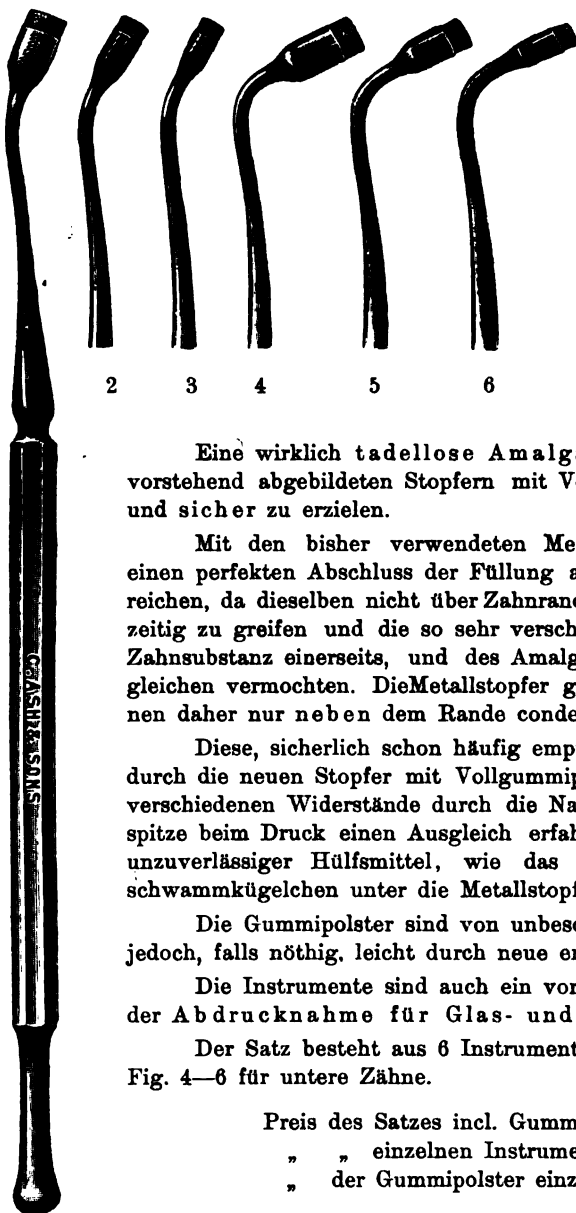 2 3 4 5 6
C. ASH & SONS
Eine wirklich tadellose Amalga
vorstehend abgebildeten Stopfern mit V
und sicher zu erzielen.
Mit den bisher verwendeten Me
einen perfekten Abschluss der Füllung a
reichen, da dieselben nicht über Zahnrand
zeitig zu greifen und die so sehr versch
Zahnsubstanz einerseits, und des Amalg
gleichen vermochten. DieMetallstopfer g
nen daher nur neben dem Rande conde
Diese, sicherlich schon häufig emp
durch die neuen Stopfer mit Vollgummip
verschiedenen Widerstände durch die Na
spitze beim Druck einen Ausgleich erfah
unzuverlässiger Hülfsmittel, wie das
schwammkügelchen unter die Metallstopf
Die Gummipolster sind von unbesc
jedoch, falls nöthig, leicht durch neue er
Die Instrumente sind auch ein vor
der Abdrucknahme für Glas- und
Der Satz besteht aus 6 Instrument
Fig. 4—6 für untere Zähne.
Preis des Satzes incl. Gumm
„ „ einzelnen Instrume
„ der Gummipolster einz